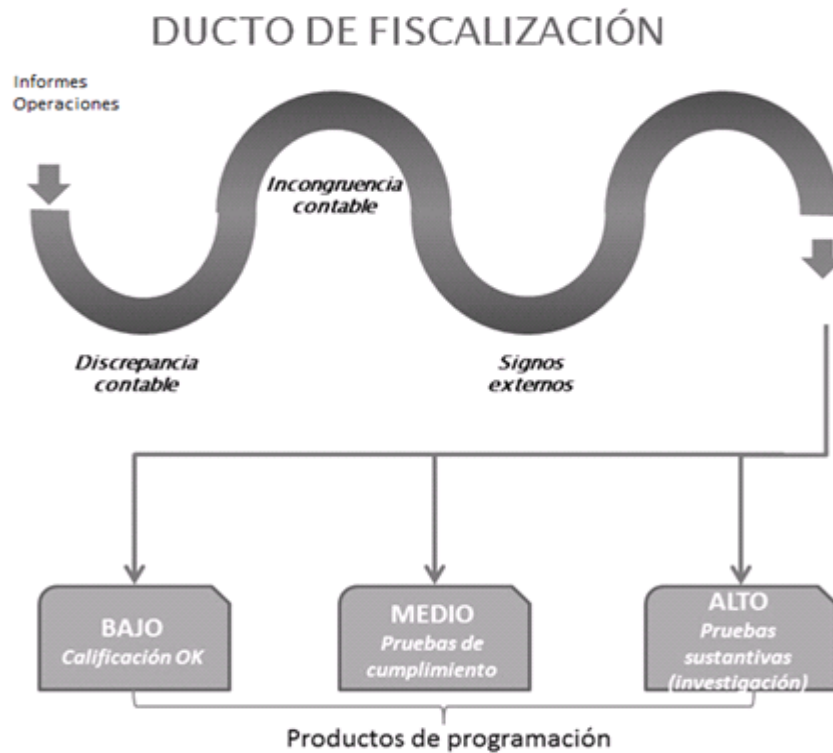 DUCTO DE FISCALIZACIÓN
Informes
Operaciones
Incongruencia
contable
Discrepancia
contable
Signos
externos
BAJO
Calificación OK
MEDIO
Pruebas de
cumplimiento
ALTO
Pruebas
sustantivas
(investigación)
Productos de programación